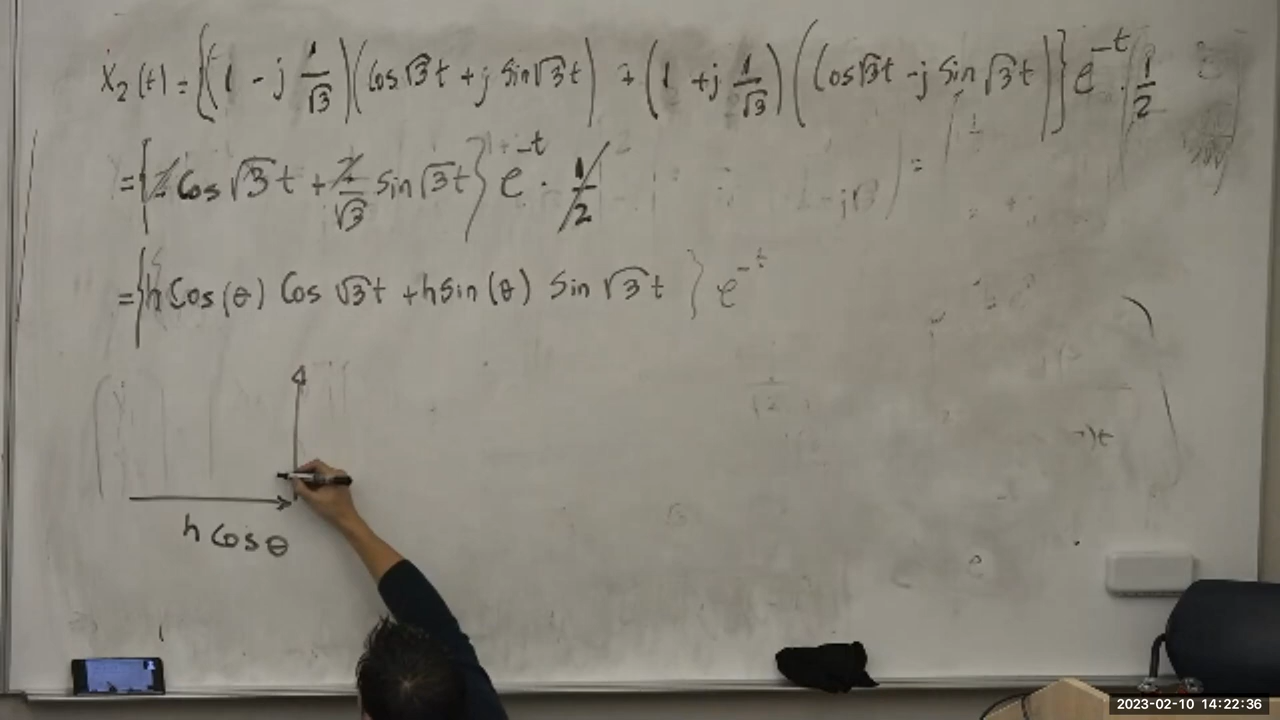 X₂(t) = {(1 - j 1/√3)(Cos√3t + j Sin√3t) + (1 + j 1/√3)(Cos√3t - j Sin√3t)} e^-t · 1/2
= {2 Cos √3t + 2/√3 Sin √3t} e^-t · 1/2
= {h Cos(θ) Cos √3t + h Sin(θ) Sin √3t} e^-t
h Cos θ
2023-02-10 14:22:36